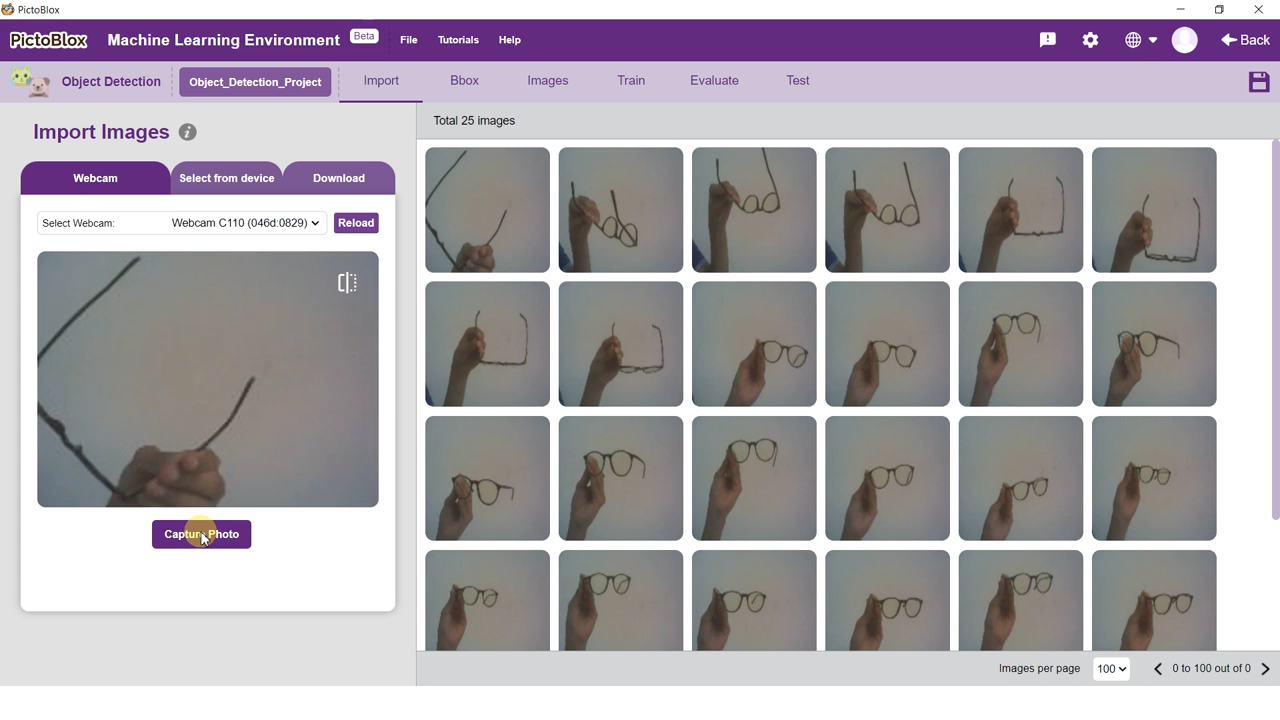 PictoBlox
PictoBlox Machine Learning Environment Beta File Tutorials Help Back
Object Detection Object_Detection_Project Import Bbox Images Train Evaluate Test
Import Images i
Total 25 images
Webcam Select from device Download
Select Webcam: Webcam C110 (046d:0829) Reload
Capture Photo
Images per page 100 0 to 100 out of 0